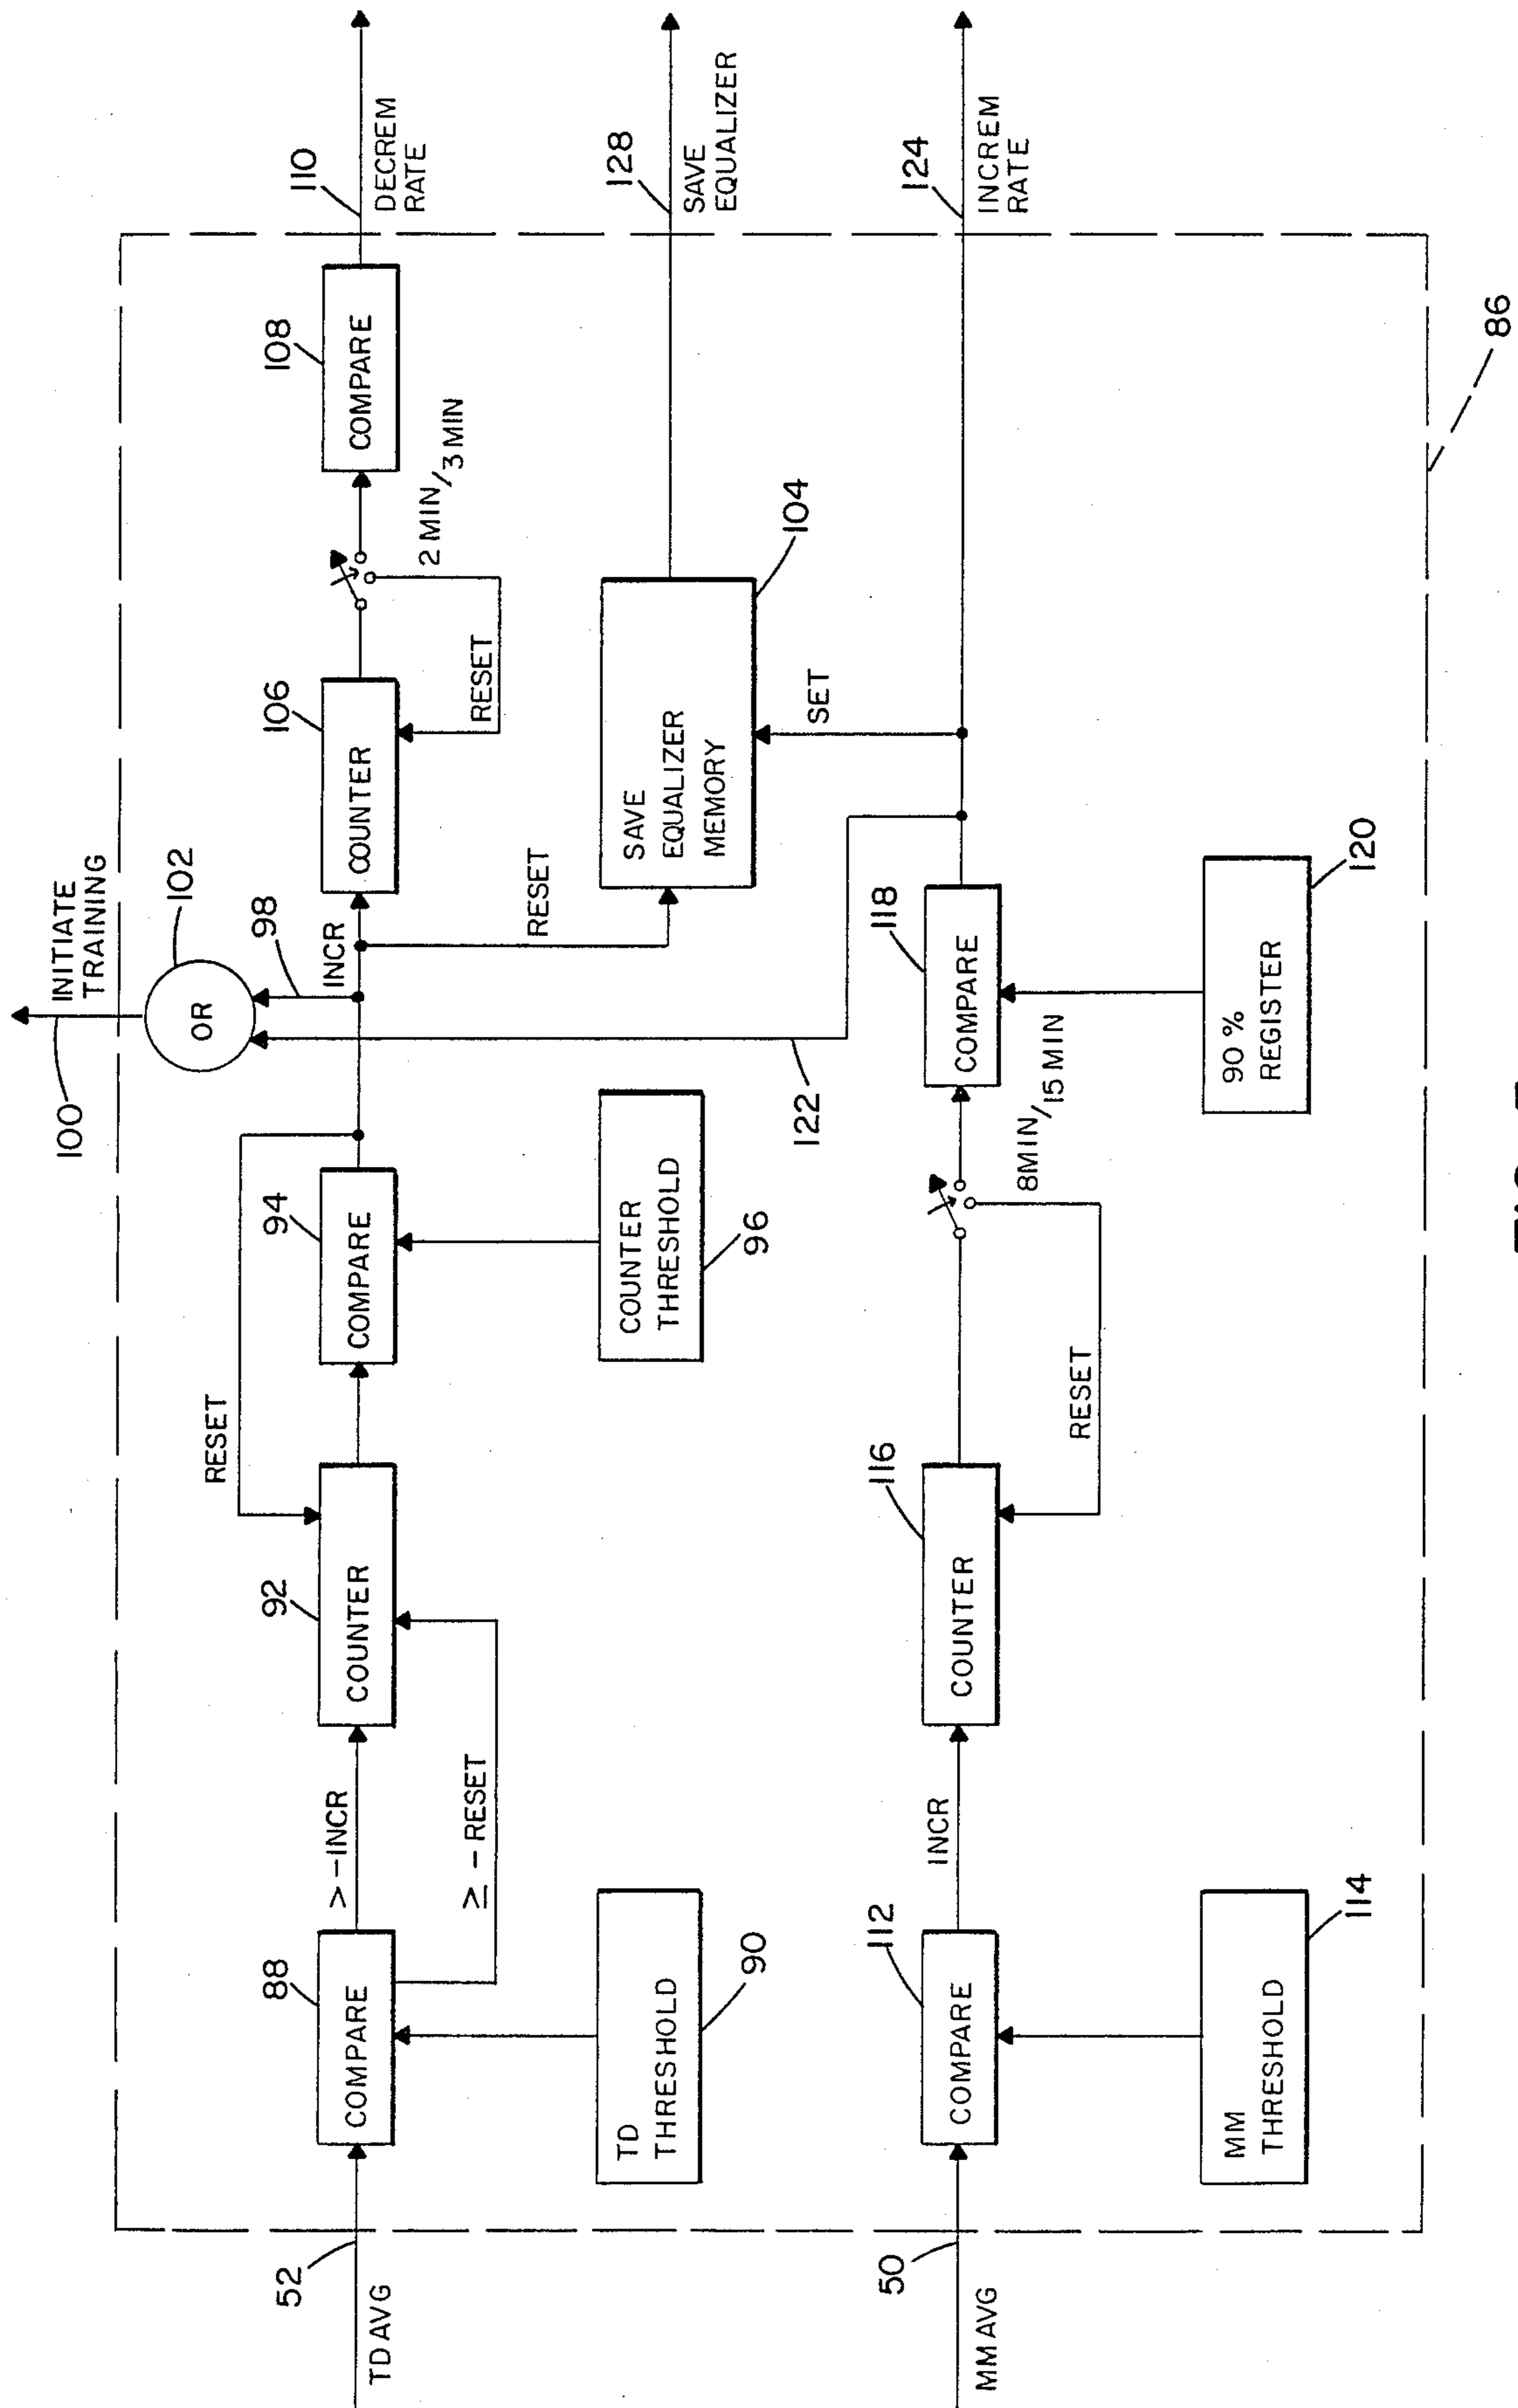 100
INITIATE
TRAINING
102
OR
98
110
DECREM
RATE
108
COMPARE
2 MIN/3 MIN
106
COUNTER
RESET
INCR
RESET
94
COMPARE
RESET
92
COUNTER
>-INCR
≥-RESET
88
COMPARE
52
TD AVG
TD
THRESHOLD
90
COUNTER
THRESHOLD
96
SAVE
EQUALIZER
MEMORY
104
128
SAVE
EQUALIZER
SET
122
124
INCREM
RATE
118
COMPARE
8MIN/15 MIN
90%
REGISTER
120
116
COUNTER
RESET
INCR
112
COMPARE
50
MM AVG
MM
THRESHOLD
114
86